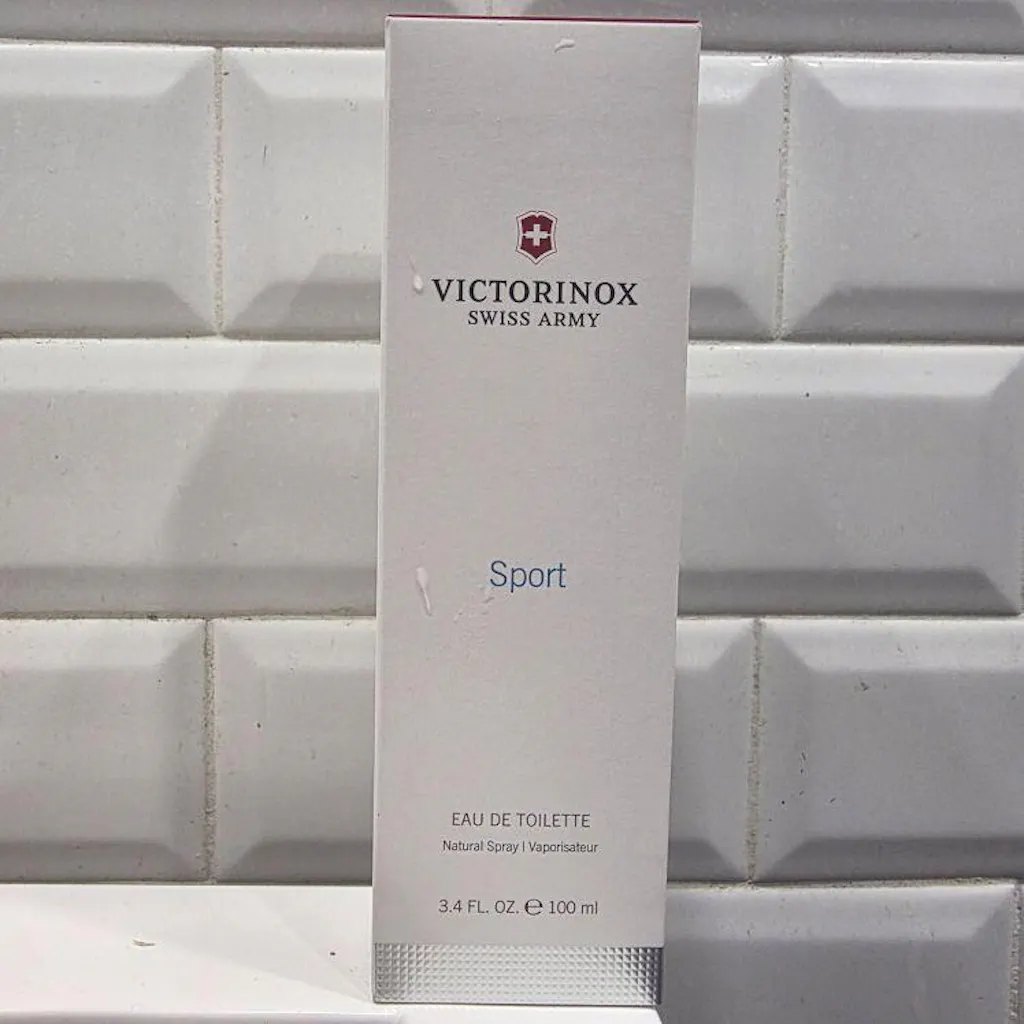 VICTORINOX
SWISS ARMY
Sport
EAU DE TOILETTE
Natural Spray | Vaporisateur
3.4 FL. OZ. ℮ 100 ml